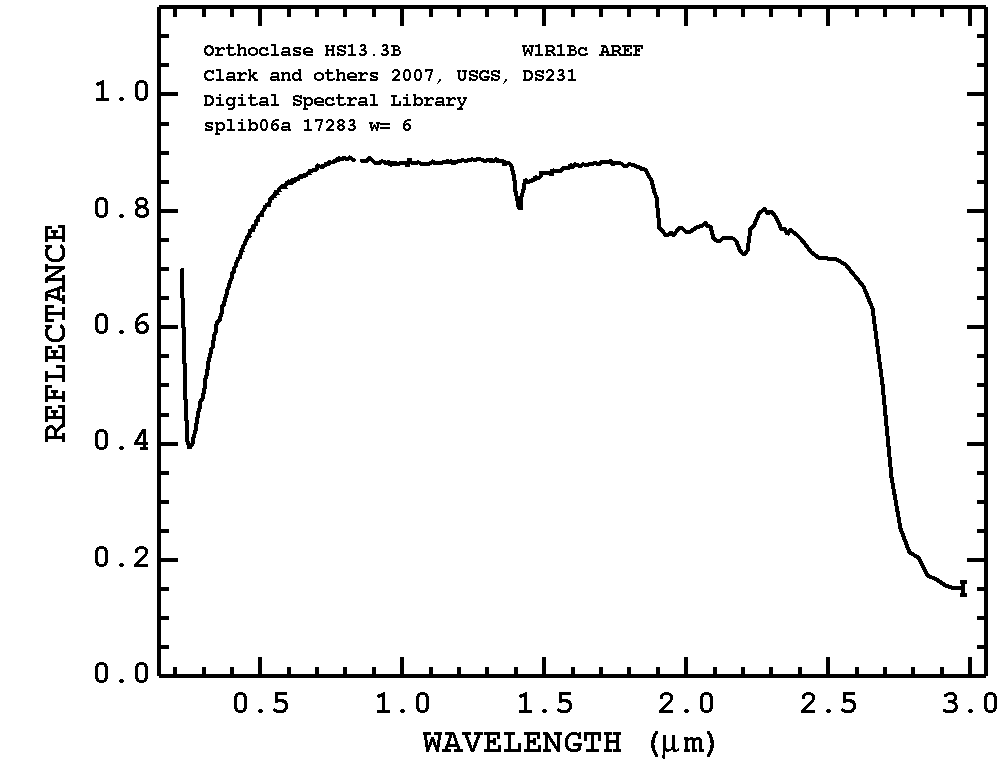 Orthoclase HS13.3B W1R1Bc AREF
Clark and others 2007, USGS, DS231
Digital Spectral Library
splib06a 17283 w= 6
1.0
0.8
0.6
0.4
0.2
0.0
REFLECTANCE
0.5 1.0 1.5 2.0 2.5 3.0
WAVELENGTH (μm)